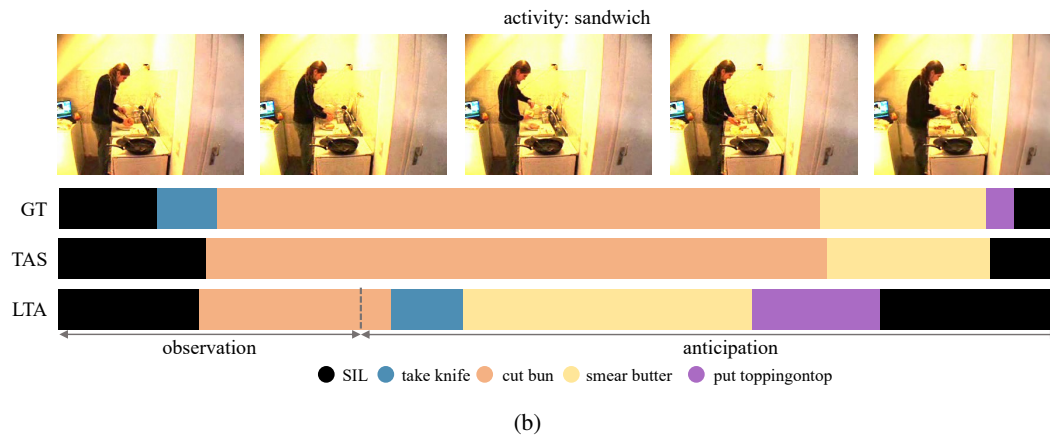 activity: sandwich
GT
TAS
LTA
observation
anticipation
SIL take knife cut bun smear butter put toppingontop
(b)